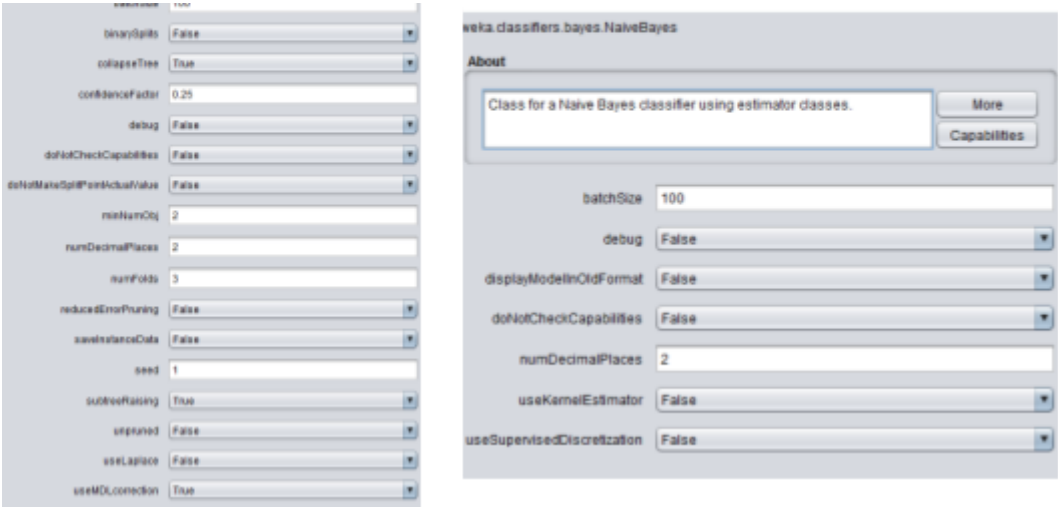 batchSize 100
binarySplits False
collapseTree True
confidenceFactor 0.25
debug False
doNotCheckCapabilities False
doNotMakeSplitPointActualValue False
minNumObj 2
numDecimalPlaces 2
numFolds 3
reducedErrorPruning False
saveInstanceData False
seed 1
subtreeRaising True
unpruned False
useLaplace False
useMDLcorrection True
weka.classifiers.bayes.NaiveBayes
About
Class for a Naive Bayes classifier using estimator classes.
More
Capabilities
batchSize 100
debug False
displayModelInOldFormat False
doNotCheckCapabilities False
numDecimalPlaces 2
useKernelEstimator False
useSupervisedDiscretization False